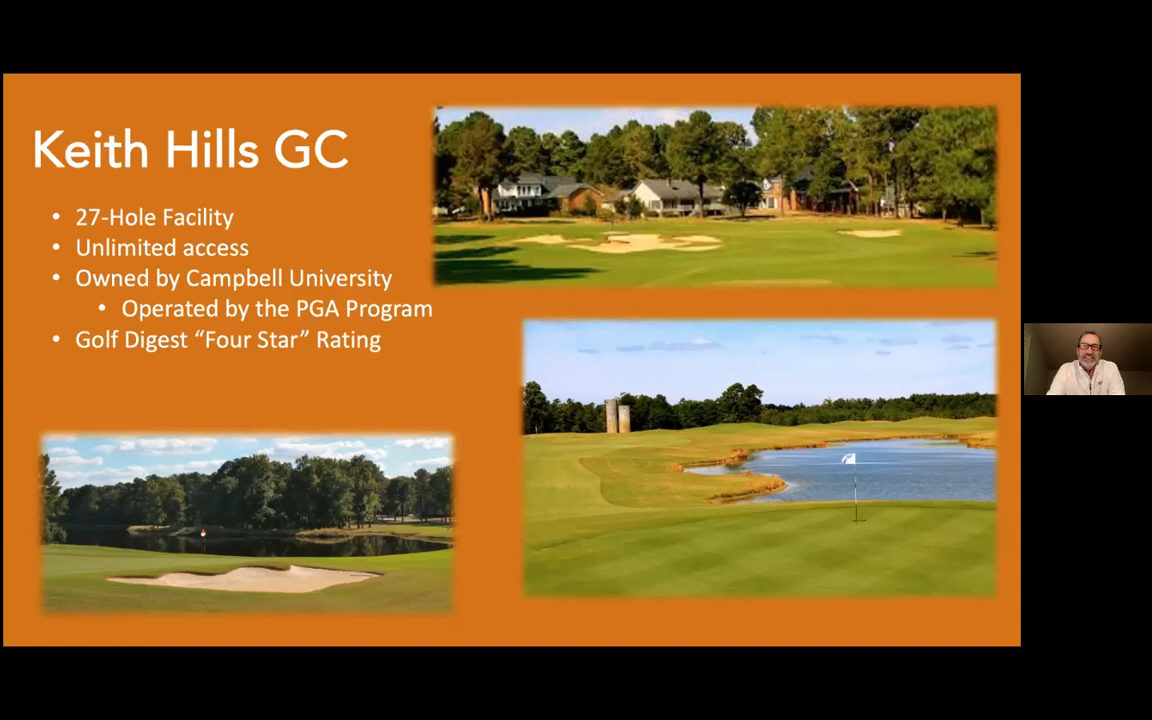 Keith Hills GC
• 27-Hole Facility
• Unlimited access
• Owned by Campbell University
• Operated by the PGA Program
• Golf Digest “Four Star” Rating